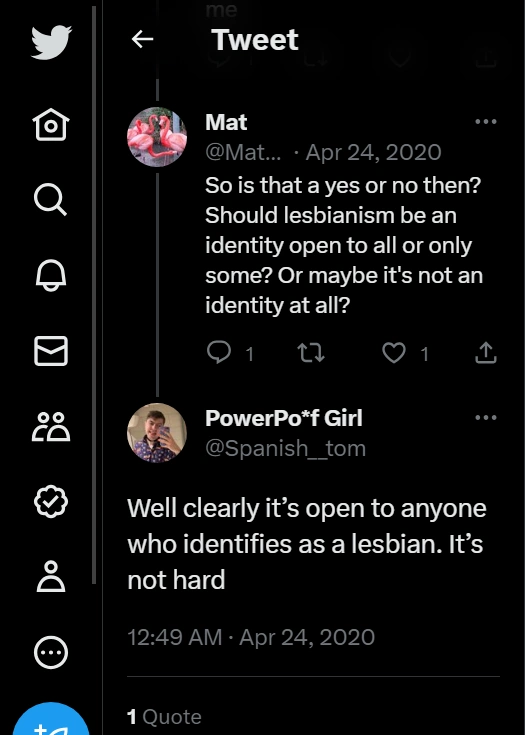 me
Tweet
Mat
@Mat... · Apr 24, 2020
So is that a yes or no then?
Should lesbianism be an
identity open to all or only
some? Or maybe it's not an
identity at all?
1
1
PowerPo*f Girl
@Spanish__tom
Well clearly it’s open to anyone
who identifies as a lesbian. It’s
not hard
12:49 AM · Apr 24, 2020
1 Quote